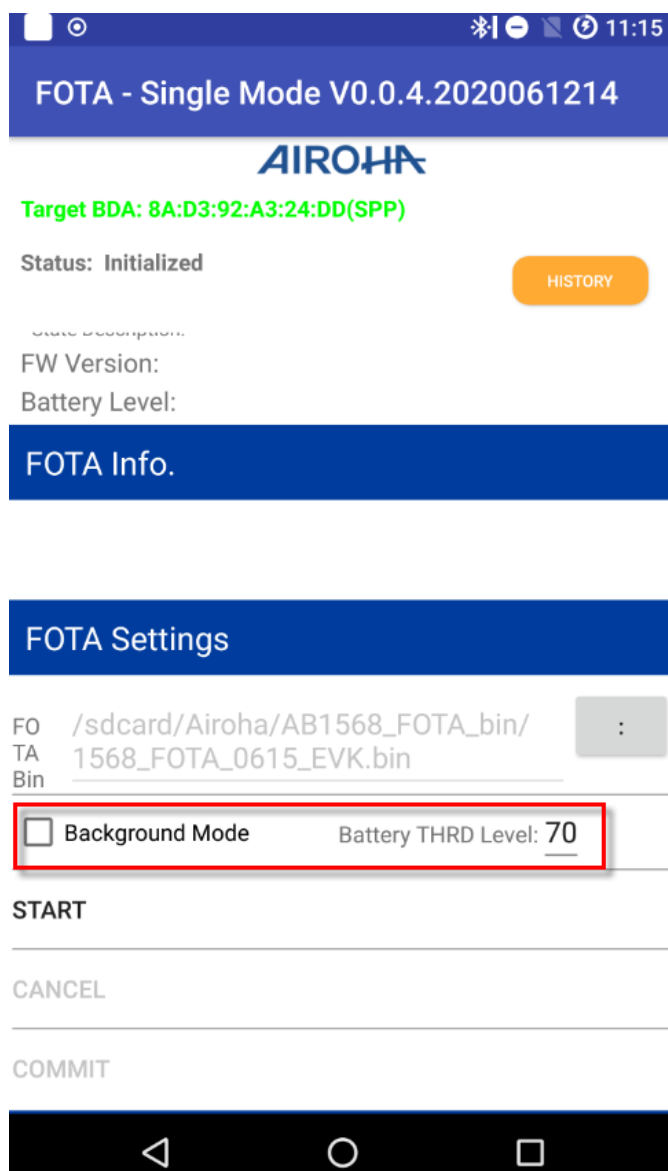 11:15
FOTA - Single Mode V0.0.4.2020061214
AIROHA
Target BDA: 8A:D3:92:A3:24:DD(SPP)
Status: Initialized
HISTORY
State Description:
FW Version:
Battery Level:
FOTA Info.
FOTA Settings
FO
TA
Bin
/sdcard/Airoha/AB1568_FOTA_bin/
1568_FOTA_0615_EVK.bin
:
Background Mode Battery THRD Level: 70
START
CANCEL
COMMIT